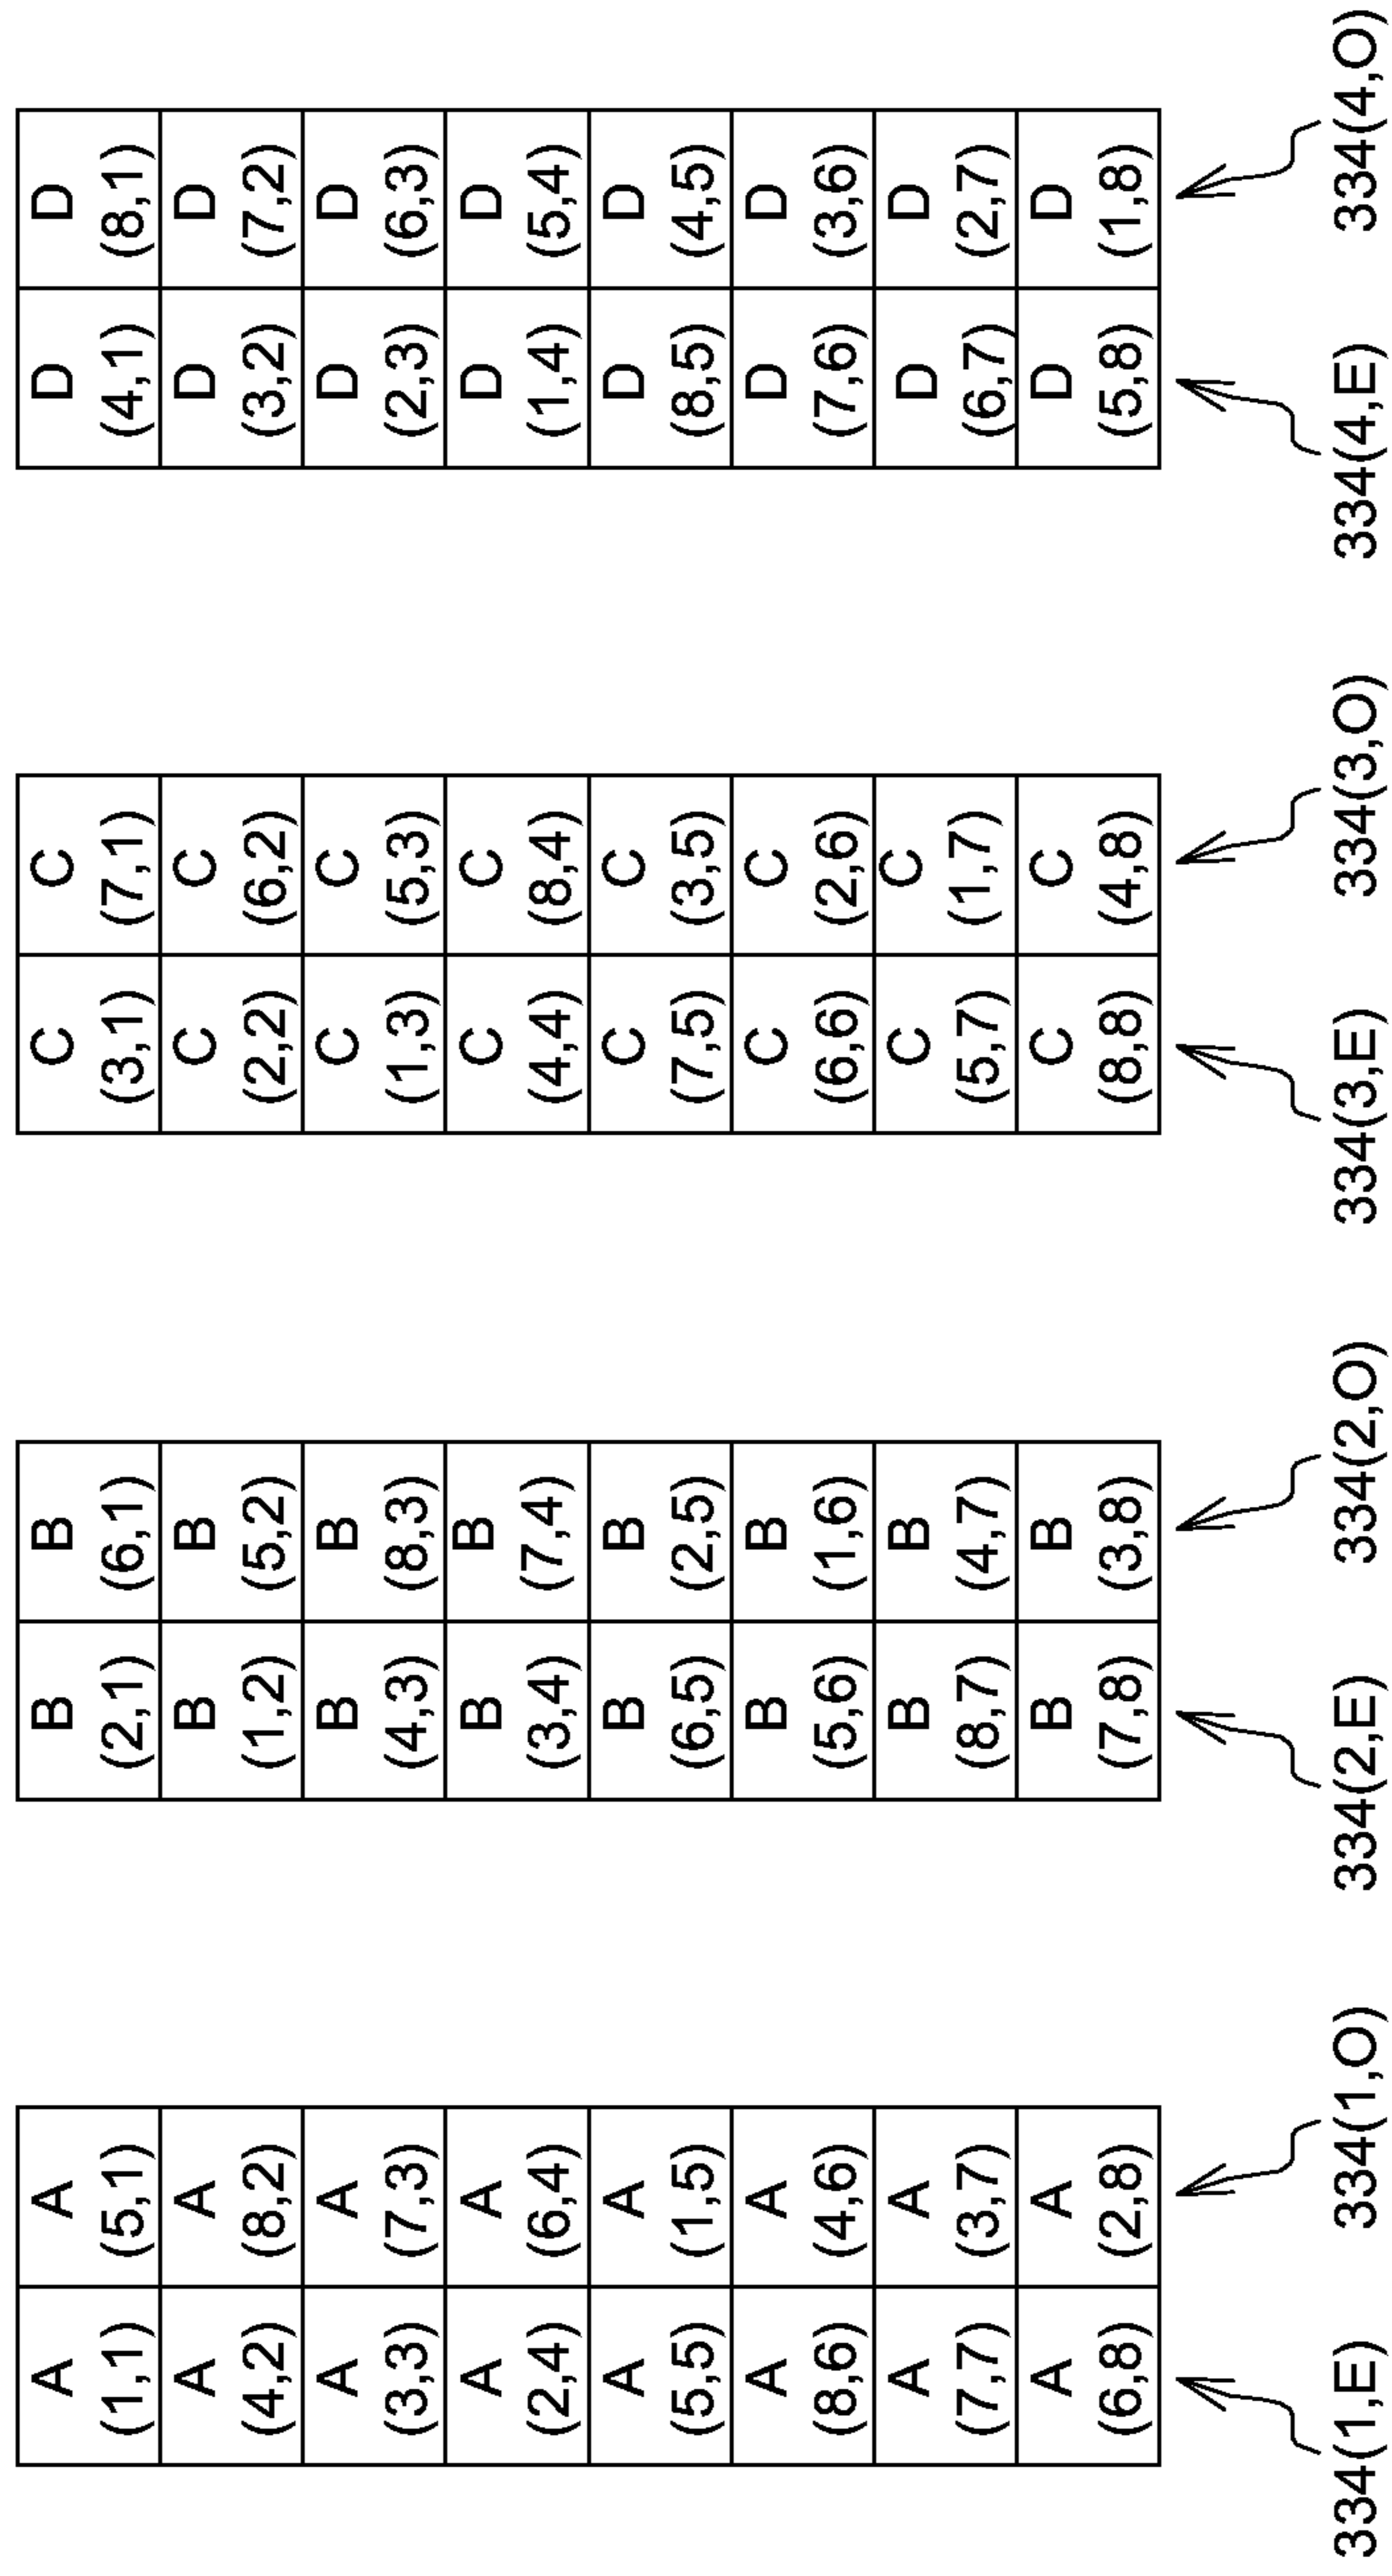 A A B B C C D D
(1,1) (5,1) (2,1) (6,1) (3,1) (7,1) (4,1) (8,1)
A A B B C C D D
(4,2) (8,2) (1,2) (5,2) (2,2) (6,2) (3,2) (7,2)
A A B B C C D D
(3,3) (7,3) (4,3) (8,3) (1,3) (5,3) (2,3) (6,3)
A A B B C C D D
(2,4) (6,4) (3,4) (7,4) (4,4) (8,4) (1,4) (5,4)
A A B B C C D D
(5,5) (1,5) (6,5) (2,5) (7,5) (3,5) (8,5) (4,5)
A A B B C C D D
(8,6) (4,6) (5,6) (1,6) (6,6) (2,6) (7,6) (3,6)
A A B B C C D D
(7,7) (3,7) (8,7) (4,7) (5,7) (1,7) (6,7) (2,7)
A A B B C C D D
(6,8) (2,8) (7,8) (3,8) (8,8) (4,8) (5,8) (1,8)
334(1,E) 334(1,O) 334(2,E) 334(2,O) 334(3,E) 334(3,O) 334(4,E) 334(4,O)